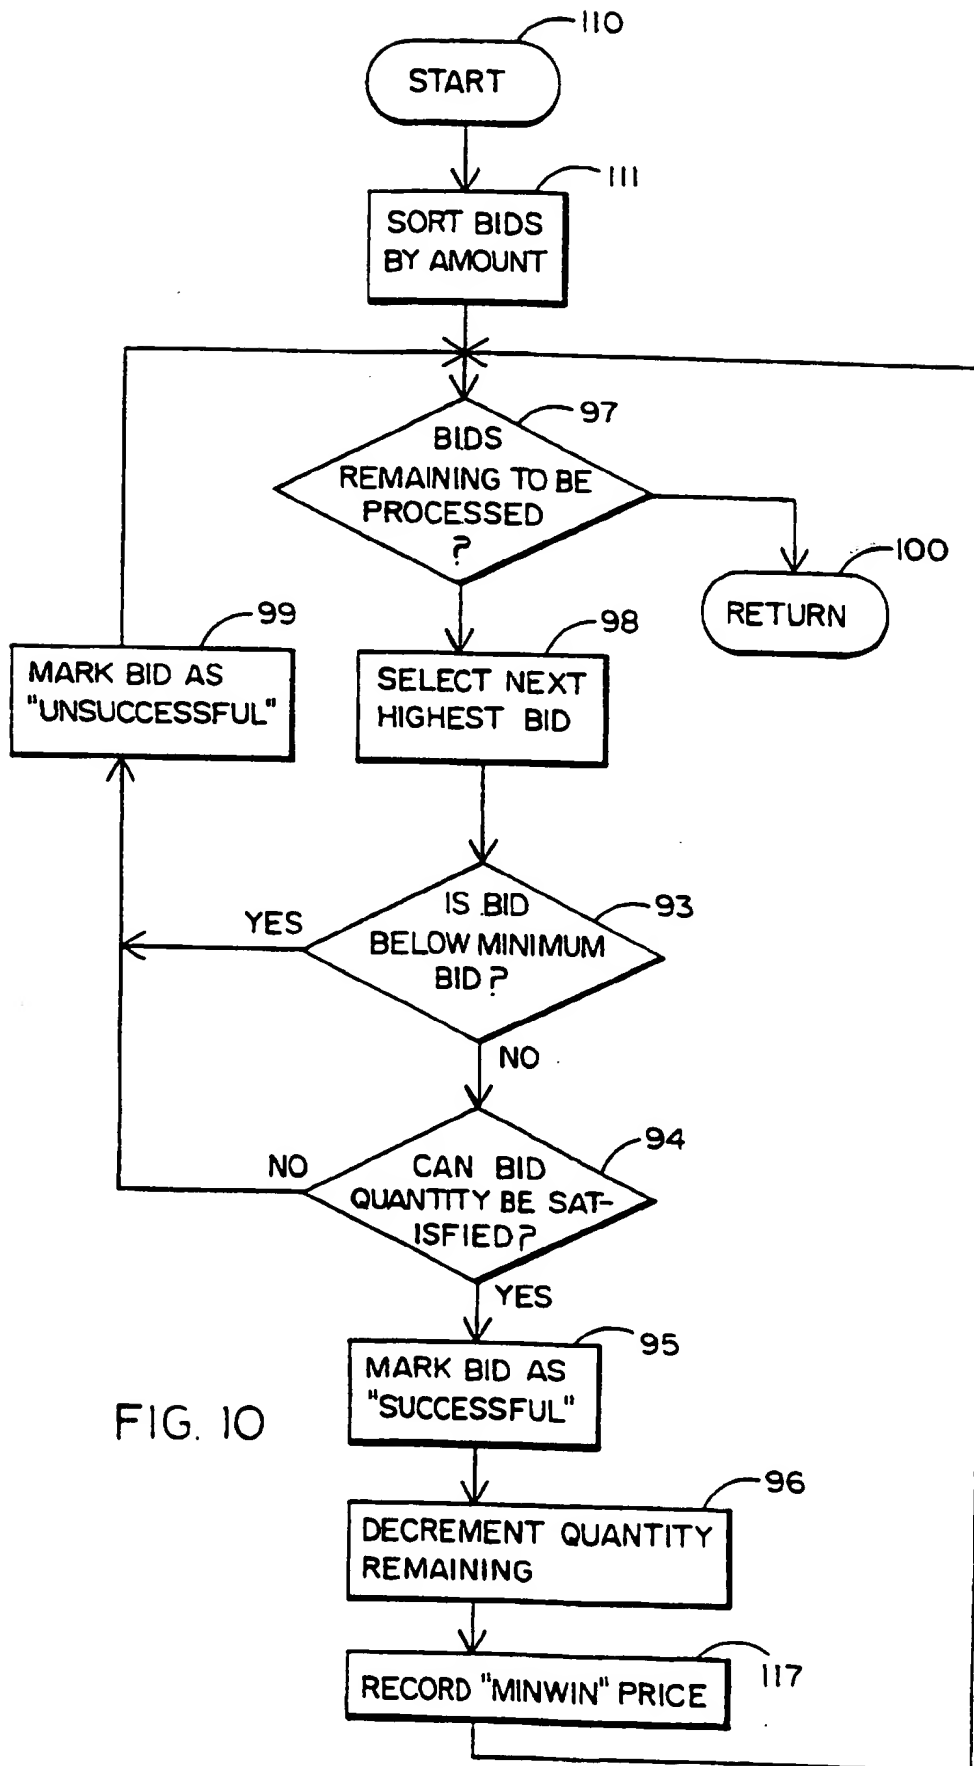 110
START
111
SORT BIDS
BY AMOUNT
97
BIDS
REMAINING TO BE
PROCESSED
?
100
RETURN
99
MARK BID AS
"UNSUCCESSFUL"
98
SELECT NEXT
HIGHEST BID
93
IS BID
BELOW MINIMUM
BID?
YES
NO
94
CAN BID
QUANTITY BE SAT-
ISFIED?
NO
YES
95
MARK BID AS
"SUCCESSFUL"
FIG. 10
96
DECREMENT QUANTITY
REMAINING
117
RECORD "MINWIN" PRICE